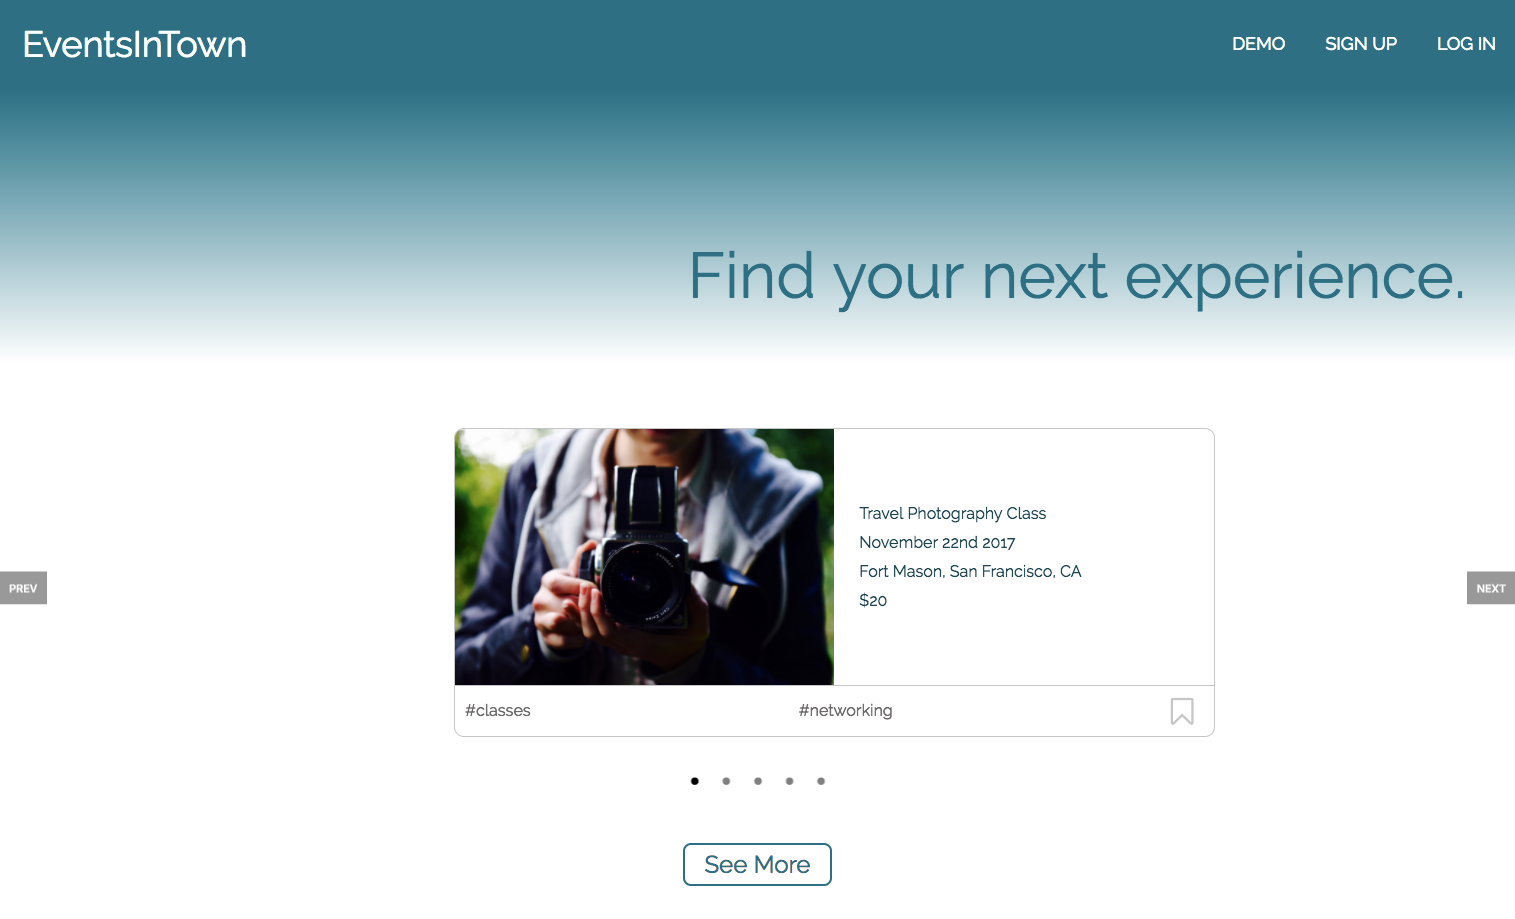 EventsInTown
DEMO SIGN UP LOG IN
Find your next experience.
Travel Photography Class
November 22nd 2017
Fort Mason, San Francisco, CA
$20
PREV
NEXT
#classes #networking
See More